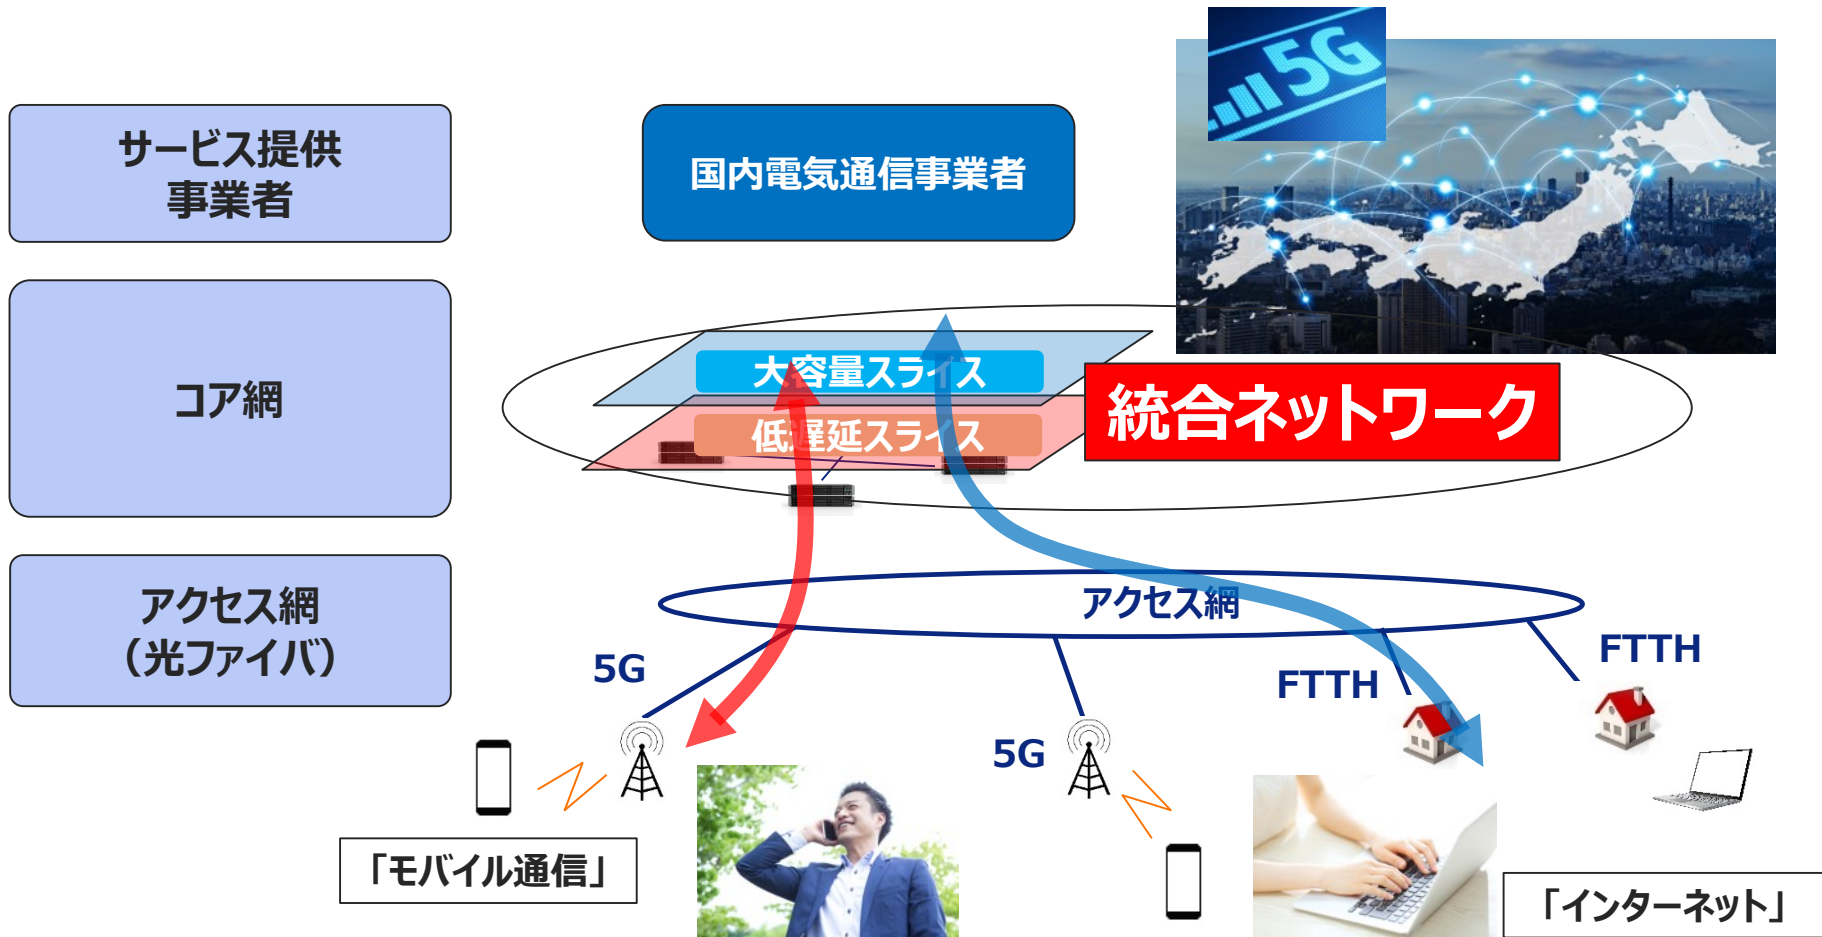 5G
サービス提供
事業者
国内電気通信事業者
コア網
大容量スライス
低遅延スライス
統合ネットワーク
アクセス網
(光ファイバ)
アクセス網
5G
FTTH
FTTH
5G
「モバイル通信」
「インターネット」